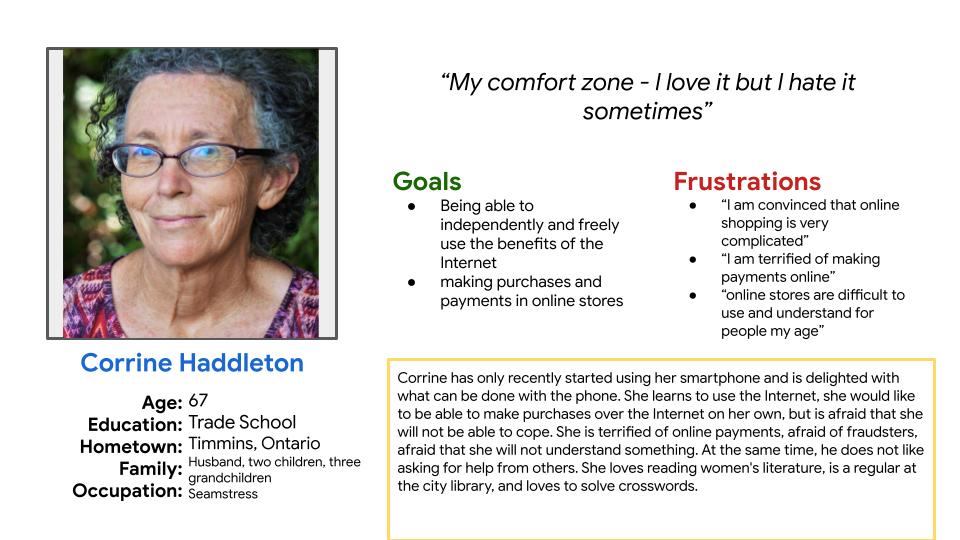 “My comfort zone - I love it but I hate it
sometimes”
Goals
● Being able to
independently and freely
use the benefits of the
Internet
● making purchases and
payments in online stores
Frustrations
● “I am convinced that online
shopping is very
complicated”
● “I am terrified of making
payments online”
● “online stores are difficult to
use and understand for
people my age”
Corrine Haddleton
Age: 67
Education: Trade School
Hometown: Timmins, Ontario
Family: Husband, two children, three
grandchildren
Occupation: Seamstress
Corrine has only recently started using her smartphone and is delighted with
what can be done with the phone. She learns to use the Internet, she would like
to be able to make purchases over the Internet on her own, but is afraid that she
will not be able to cope. She is terrified of online payments, afraid of fraudsters,
afraid that she will not understand something. At the same time, he does not like
asking for help from others. She loves reading women's literature, is a regular at
the city library, and loves to solve crosswords.